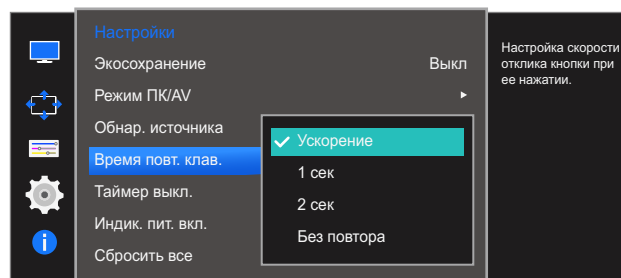 Настройки
Экосохранение Выкл
Режим ПК/AV
Обнар. источника
Время повт. клав.
Таймер выкл.
Индик. пит. вкл.
Сбросить все
Ускорение
1 сек
2 сек
Без повтора
Настройка скорости
отклика кнопки при
ее нажатии.